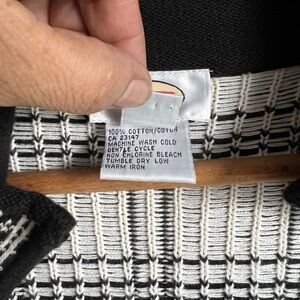 100% COTTON/COTON
CA 23147
MACHINE WASH COLD
GENTLE CYCLE
NON CHLORINE BLEACH
TUMBLE DRY LOW
WARM IRON